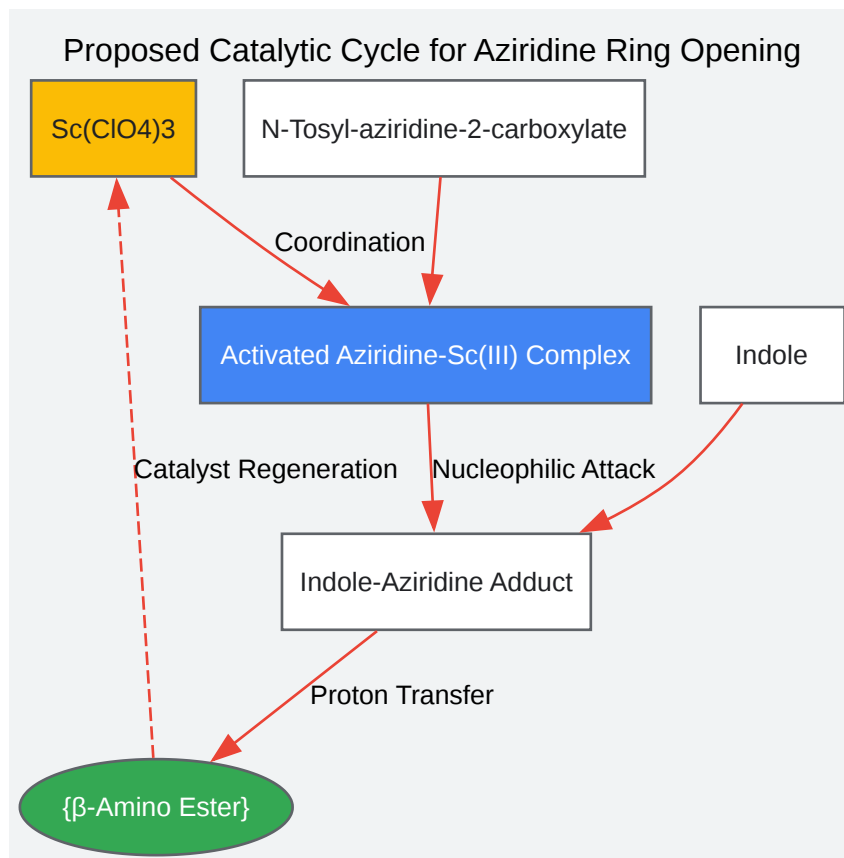 Proposed Catalytic Cycle for Aziridine Ring Opening
Sc(ClO4)3
N-Tosyl-aziridine-2-carboxylate
Coordination
Activated Aziridine-Sc(III) Complex
Indole
Catalyst Regeneration
Nucleophilic Attack
Indole-Aziridine Adduct
Proton Transfer
{β-Amino Ester}